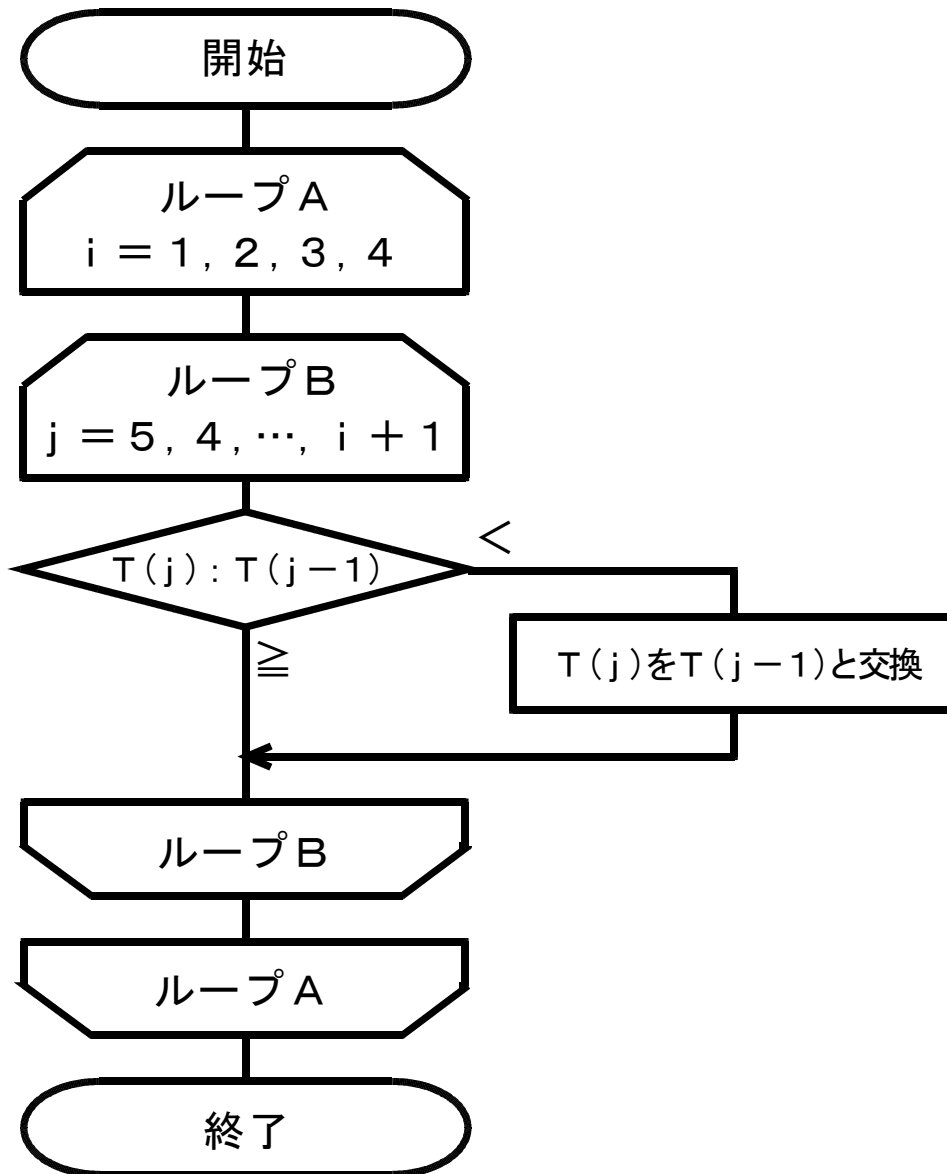 開始
ループA
i＝1, 2, 3, 4
ループB
j＝5, 4, …, i＋1
T(j)：T(j－1)
＜
≧
T(j)をT(j－1)と交換
ループB
ループA
終了